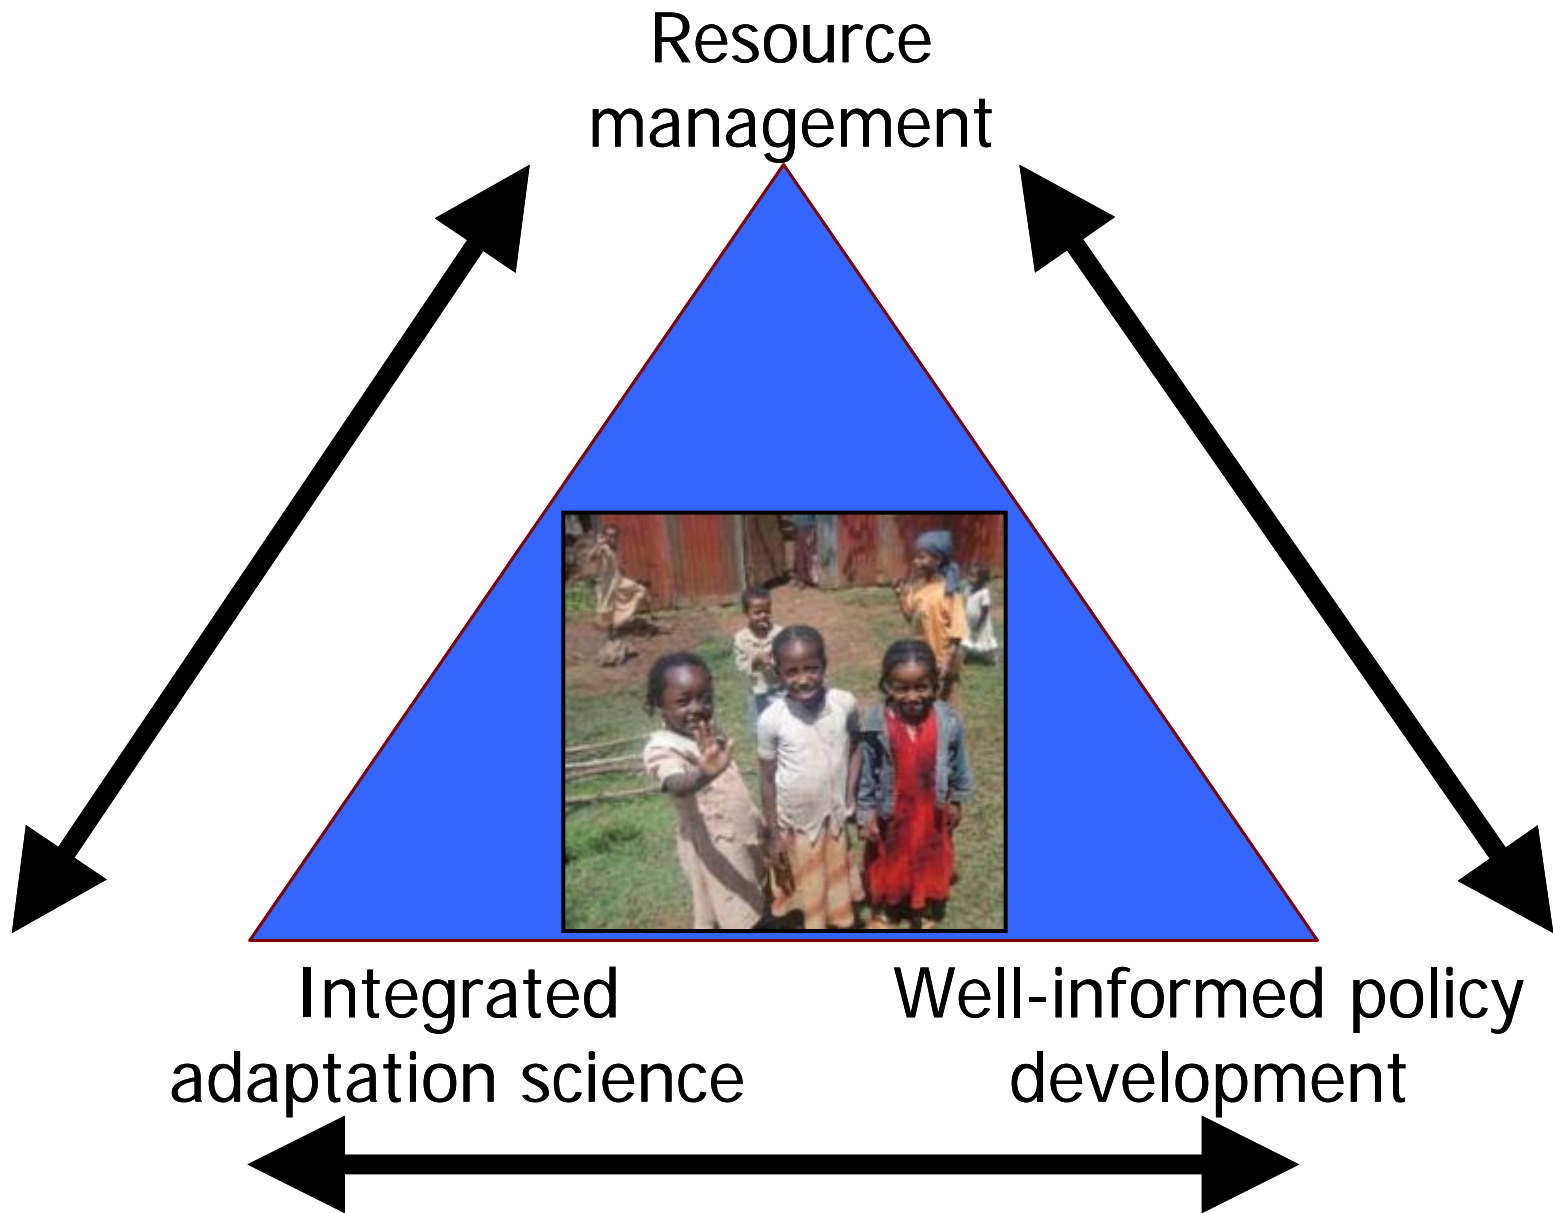 Resource
management
Integrated
adaptation science
Well-informed policy
development